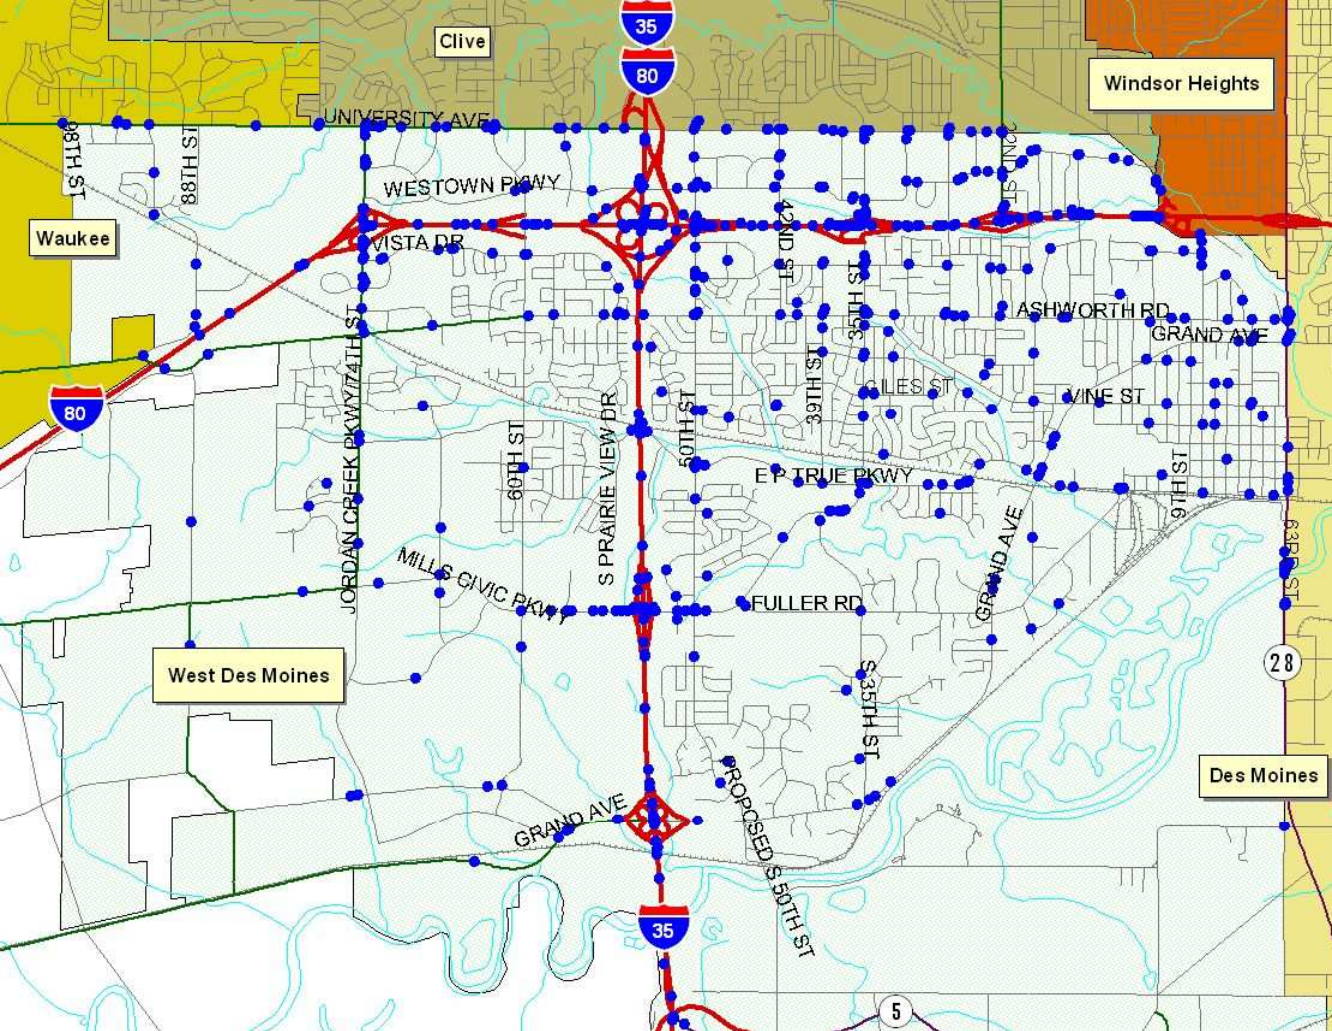 35
Clive
80
Windsor Heights
UNIVERSITY AVE
98TH ST
88TH ST
22ND ST
WESTOWN PKWY
Waukee
VISTA DR
42ND ST
35TH ST
ASHWORTH RD
GRAND AVE
JORDAN CREEK PKWY/74TH ST
80
39TH ST
GILES ST
VINE ST
S PRAIRIE VIEW DR
50TH ST
60TH ST
E P TRUE PKWY
9TH ST
GRAND AVE
63RD ST
MILLS CIVIC PKWY
FULLER RD
28
West Des Moines
S 35TH ST
Des Moines
PROPOSED S 50TH ST
GRAND AVE
35
5